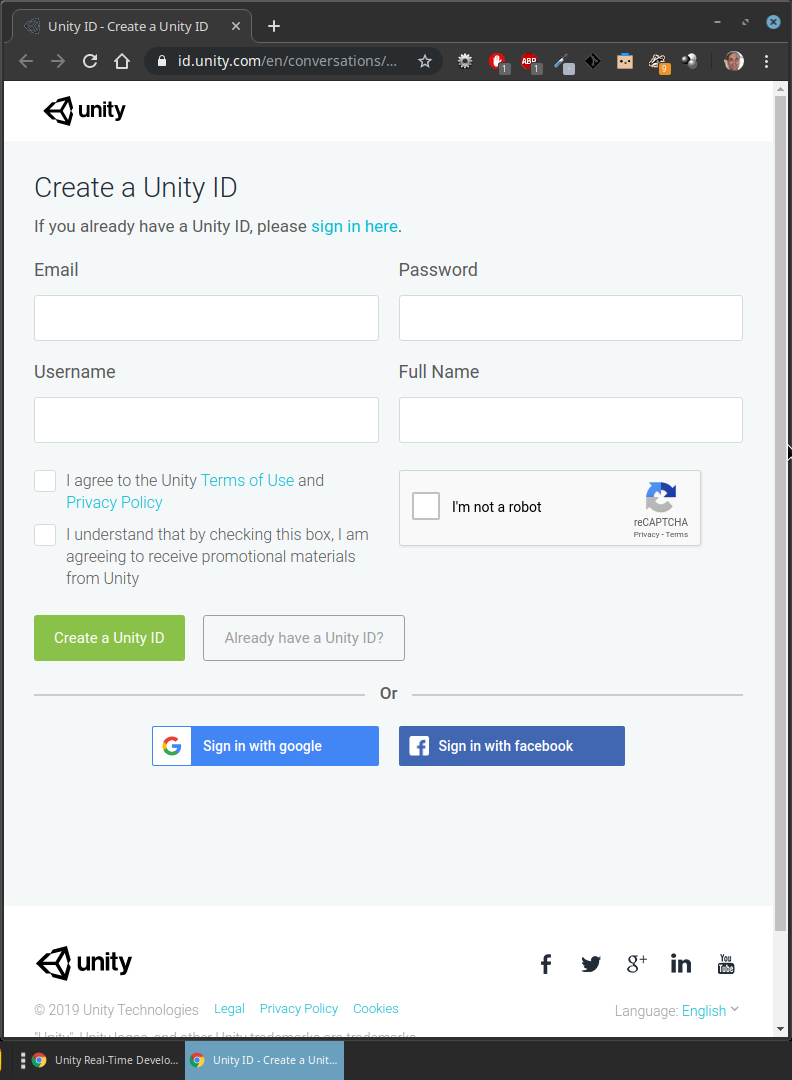 Unity ID - Create a Unity ID
id.unity.com/en/conversations/...
1
ABP
1
9
unity
Create a Unity ID
If you already have a Unity ID, please sign in here.
Email
Password
Username
Full Name
I agree to the Unity Terms of Use and
Privacy Policy
I understand that by checking this box, I am
agreeing to receive promotional materials
from Unity
I'm not a robot
reCAPTCHA
Privacy - Terms
Create a Unity ID
Already have a Unity ID?
Or
Sign in with google
Sign in with facebook
unity
You
Tube
© 2019 Unity Technologies
Legal
Privacy Policy
Cookies
Language: English
"Unity", Unity logos, and other Unity trademarks are trademarks
Unity Real-Time Develo...
Unity ID - Create a Unit...